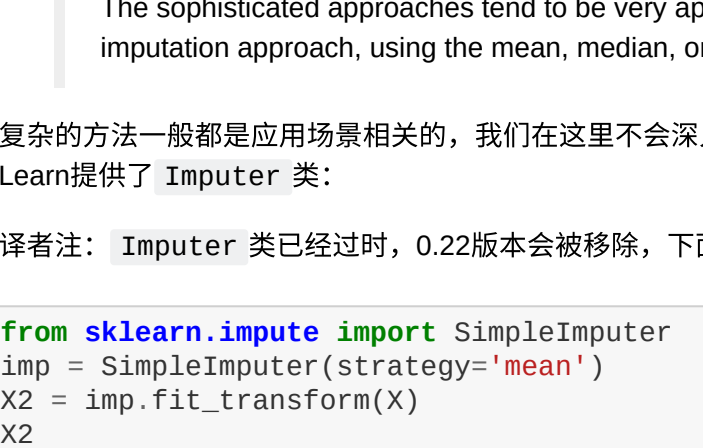 The sophisticated approaches tend to be very
imputation approach, using the mean, median,
复杂的方法一般都是应用场景相关的，我们在这里不会深
Learn提供了 Imputer 类：
译者注： Imputer 类已经过时，0.22版本会被移除，下
from sklearn.impute import SimpleImputer
imp = SimpleImputer(strategy='mean')
X2 = imp.fit_transform(X)
X2